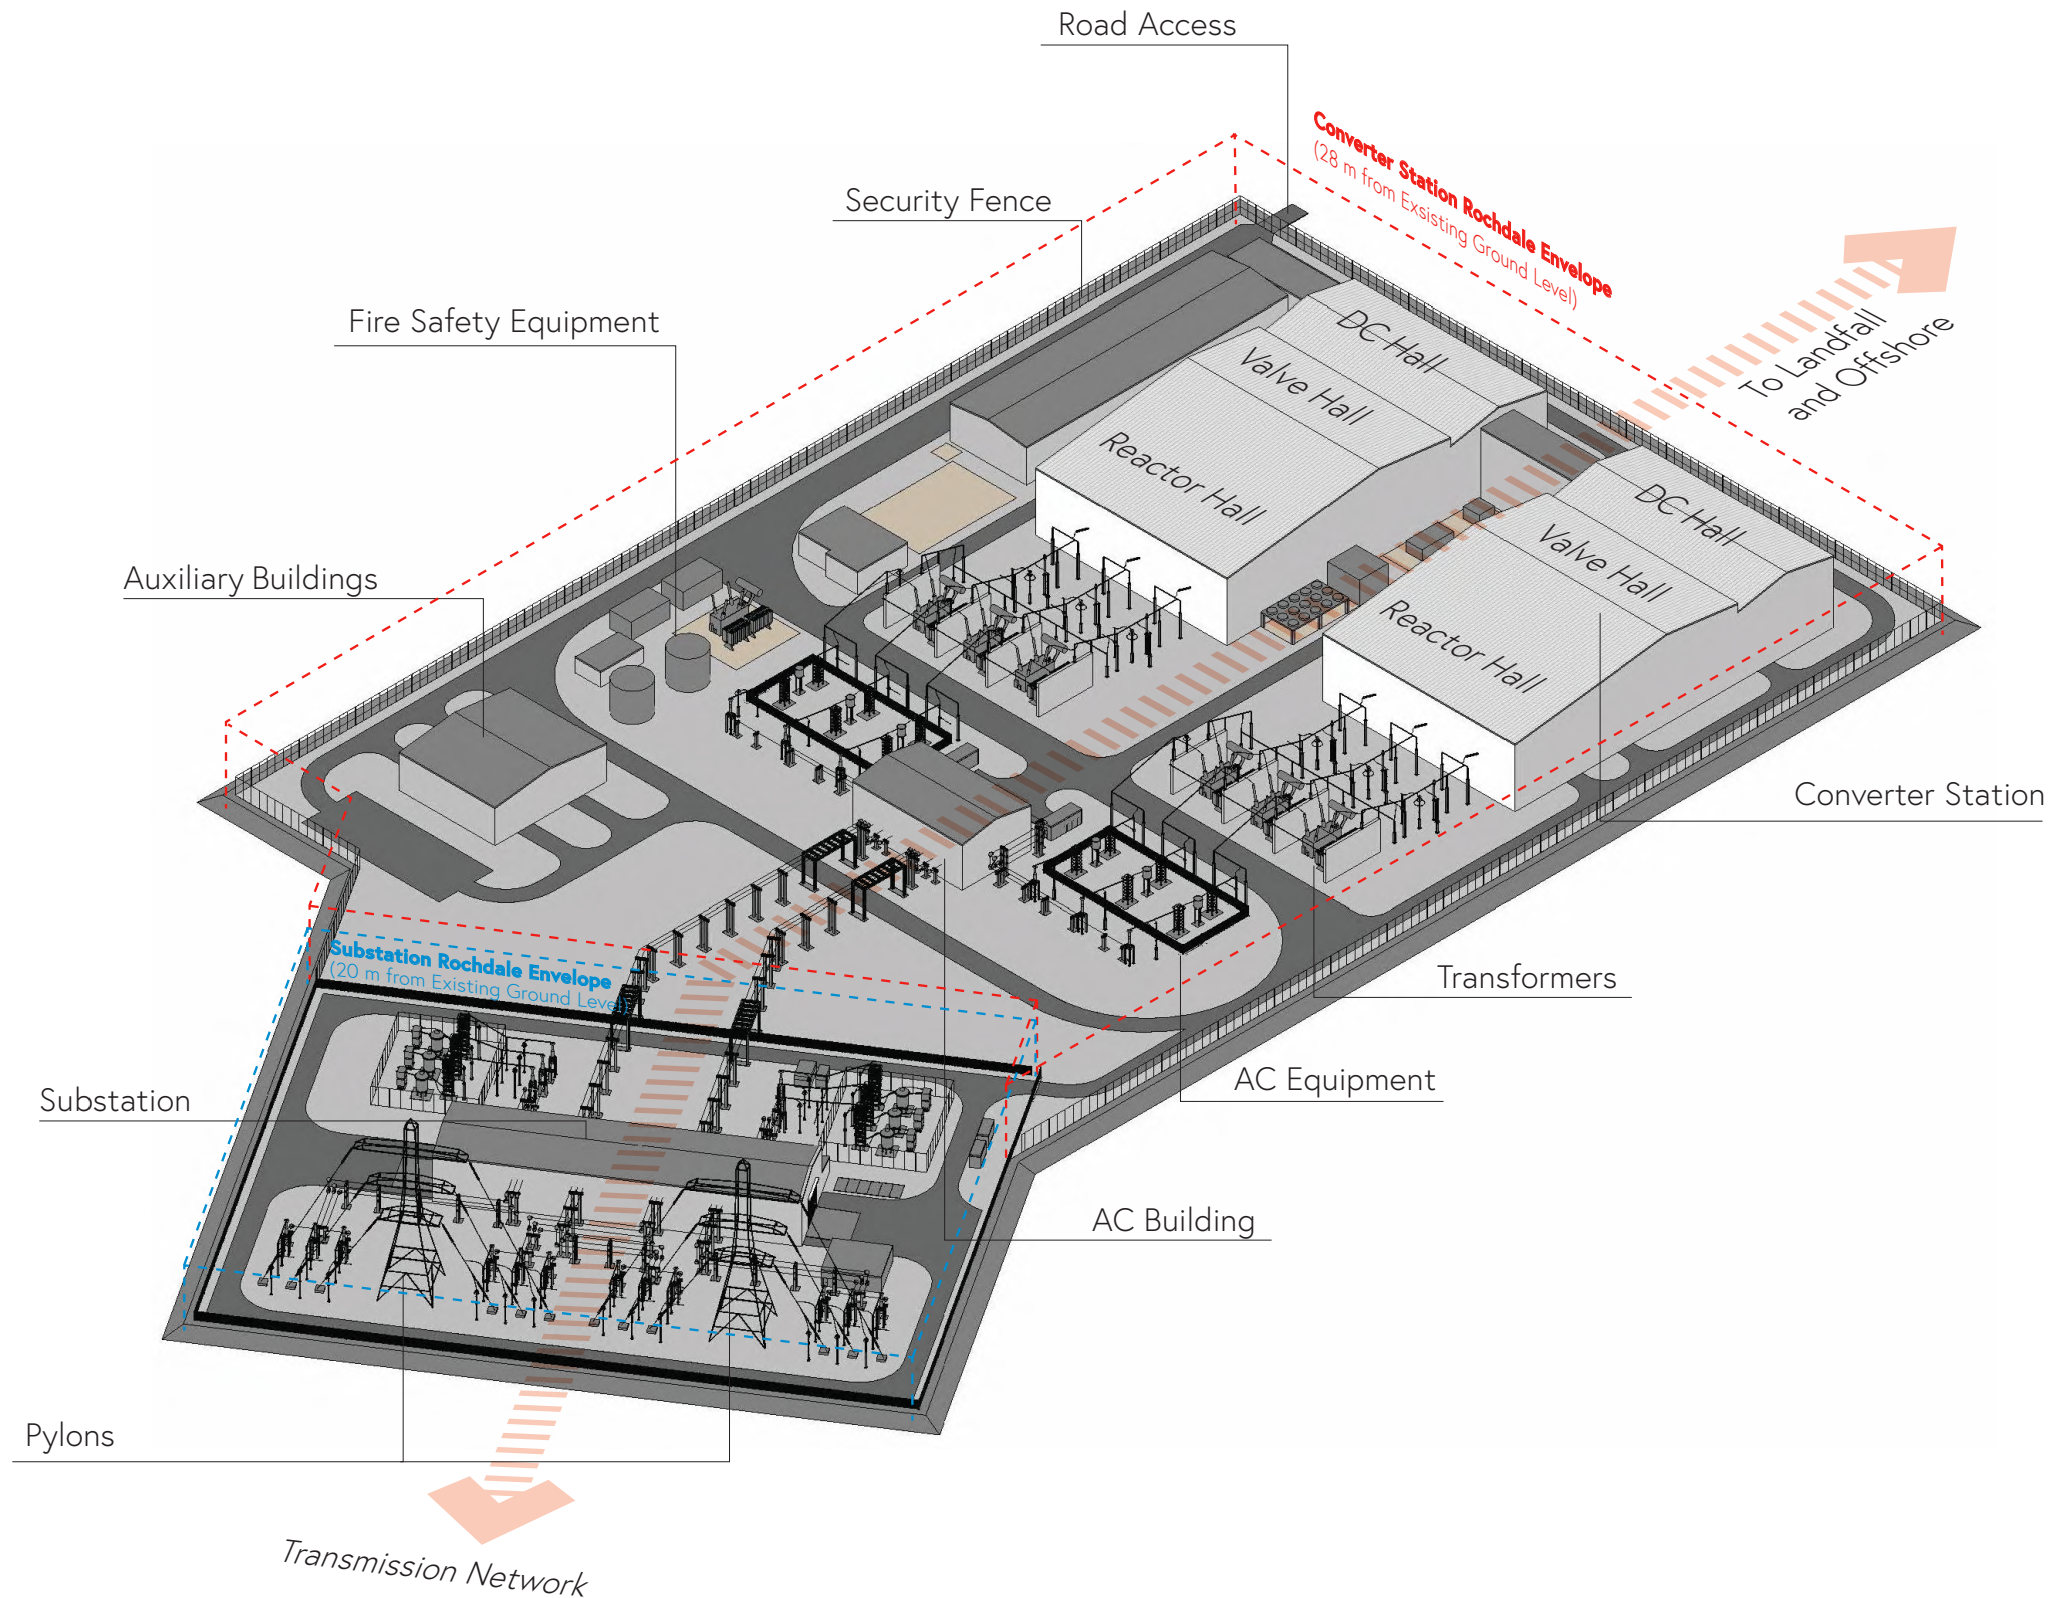 Road Access
Converter Station Rochdale Envelope
(28 m from Exsisting Ground Level)
Security Fence
To Landfall
and Offshore
Fire Safety Equipment
DC Hall
Valve Hall
Reactor Hall
DC Hall
Valve Hall
Reactor Hall
Auxiliary Buildings
Converter Station
Substation Rochdale Envelope
(20 m from Existing Ground Level)
Transformers
AC Equipment
Substation
AC Building
Pylons
Transmission Network